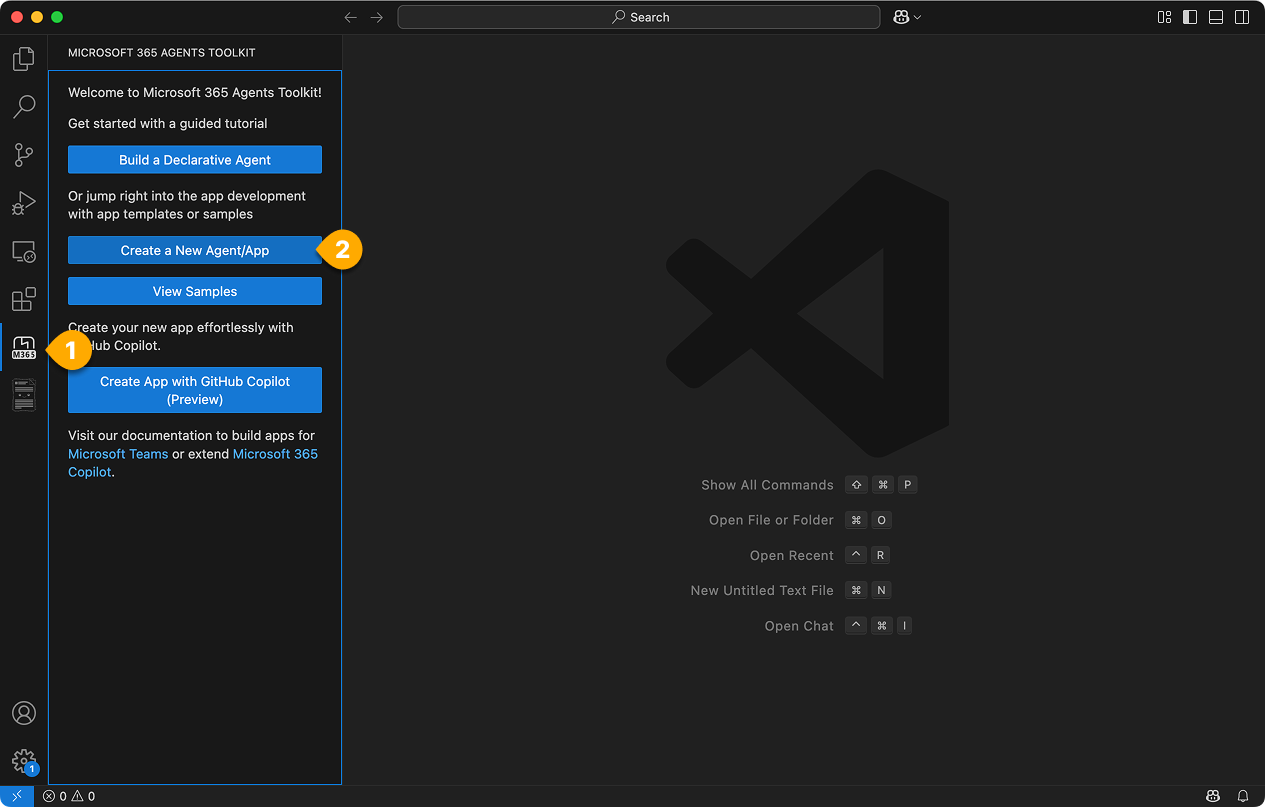 Search
MICROSOFT 365 AGENTS TOOLKIT
Welcome to Microsoft 365 Agents Toolkit!
Get started with a guided tutorial
Build a Declarative Agent
Or jump right into the app development
with app templates or samples
Create a New Agent/App
2
View Samples
Create your new app effortlessly with
Hub Copilot.
M365
1
Create App with GitHub Copilot
(Preview)
Visit our documentation to build apps for
Microsoft Teams or extend Microsoft 365
Copilot.
Show All Commands ⇧ ⌘ P
Open File or Folder ⌘ O
Open Recent ^ R
New Untitled Text File ⌘ N
Open Chat ^ ⌘ I
1
0 0